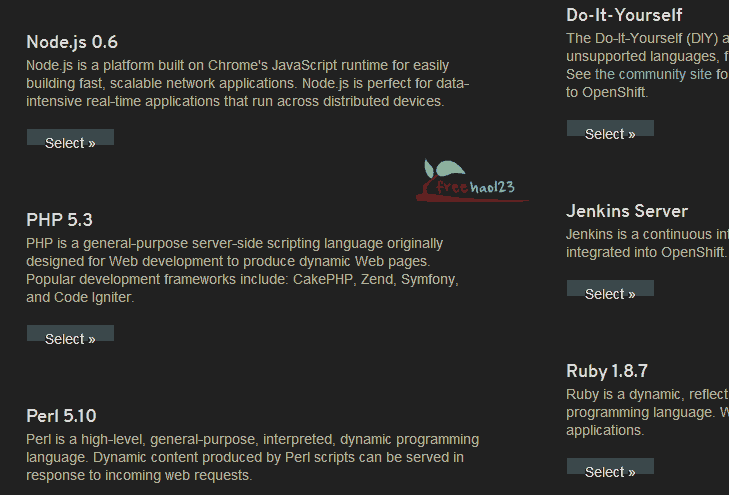 Node.js 0.6
Node.js is a platform built on Chrome's JavaScript runtime for easily
building fast, scalable network applications. Node.js is perfect for data-
intensive real-time applications that run across distributed devices.
Select »
freehao123
PHP 5.3
PHP is a general-purpose server-side scripting language originally
designed for Web development to produce dynamic Web pages.
Popular development frameworks include: CakePHP, Zend, Symfony,
and Code Igniter.
Select »
Perl 5.10
Perl is a high-level, general-purpose, interpreted, dynamic programming
language. Dynamic content produced by Perl scripts can be served in
response to incoming web requests.
Do-It-Yourself
The Do-It-Yourself (DIY) a
unsupported languages, f
See the community site fo
to OpenShift.
Select »
Jenkins Server
Jenkins is a continuous in
integrated into OpenShift.
Select »
Ruby 1.8.7
Ruby is a dynamic, reflect
programming language. W
applications.
Select »